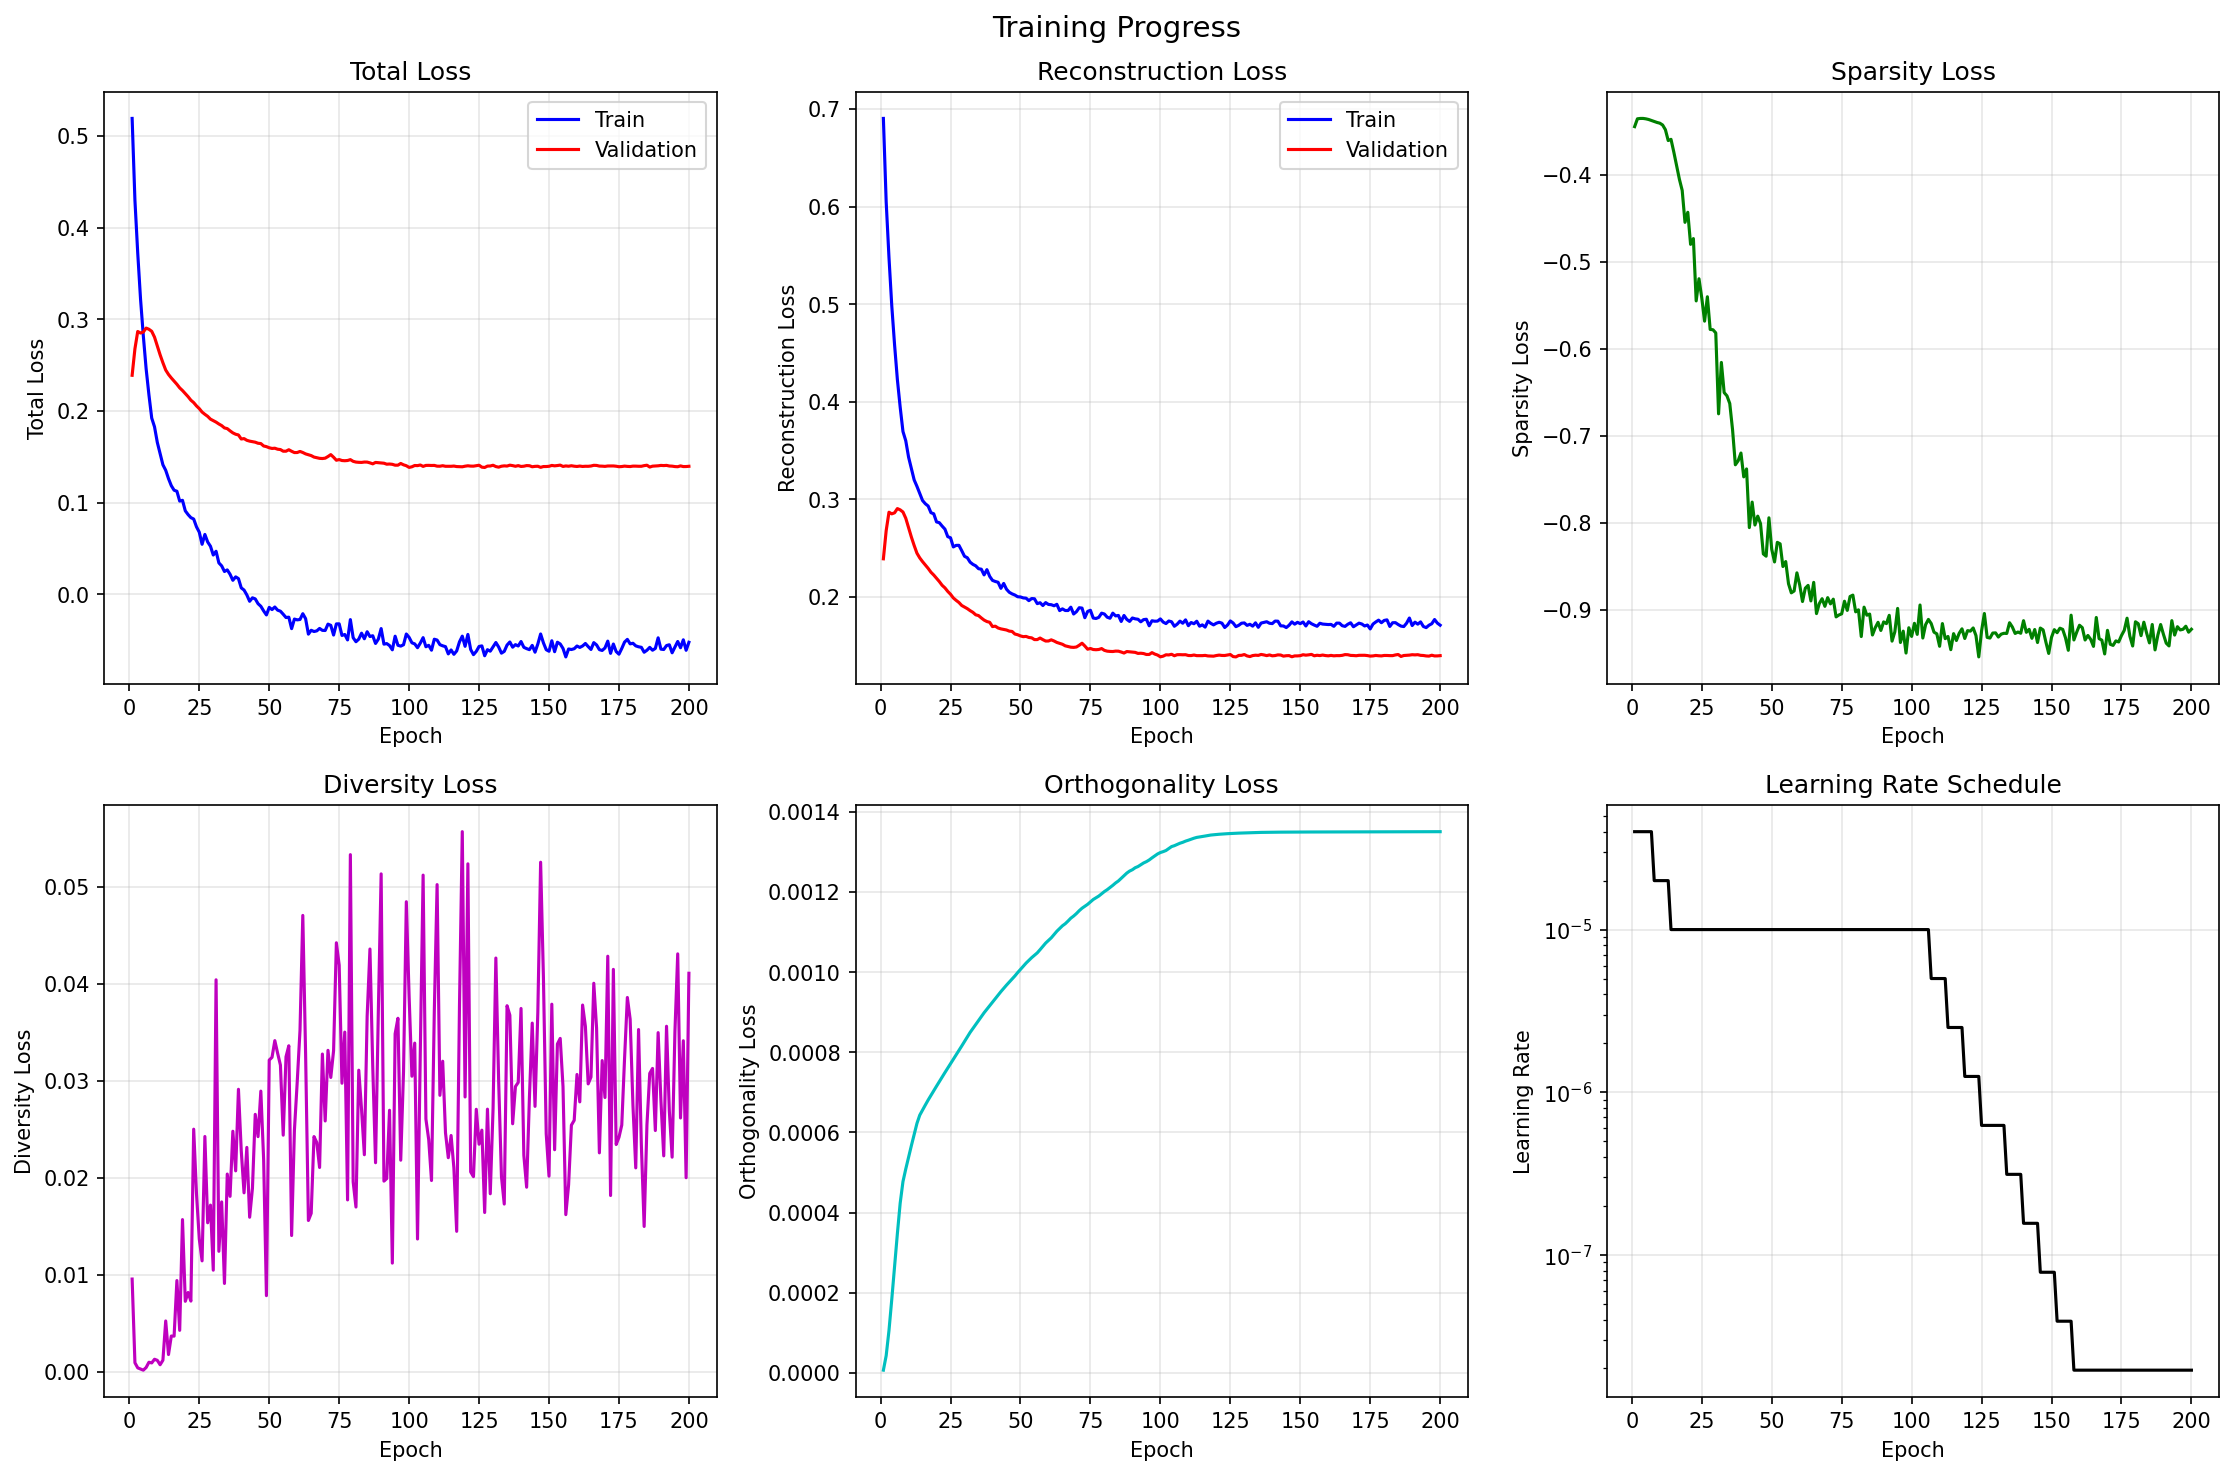 Training Progress
Total Loss
0.5
0.4
0.3
0.2
0.1
0.0
Total Loss
Train
Validation
0 25 50 75 100 125 150 175 200
Epoch
Reconstruction Loss
0.7
0.6
0.5
0.4
0.3
0.2
Reconstruction Loss
Train
Validation
0 25 50 75 100 125 150 175 200
Epoch
Sparsity Loss
−0.4
−0.5
−0.6
−0.7
−0.8
−0.9
Sparsity Loss
0 25 50 75 100 125 150 175 200
Epoch
Diversity Loss
0.05
0.04
0.03
0.02
0.01
0.00
Diversity Loss
0 25 50 75 100 125 150 175 200
Epoch
Orthogonality Loss
0.0014
0.0012
0.0010
0.0008
0.0006
0.0004
0.0002
0.0000
Orthogonality Loss
0 25 50 75 100 125 150 175 200
Epoch
Learning Rate Schedule
10⁻⁵
10⁻⁶
10⁻⁷
Learning Rate
0 25 50 75 100 125 150 175 200
Epoch